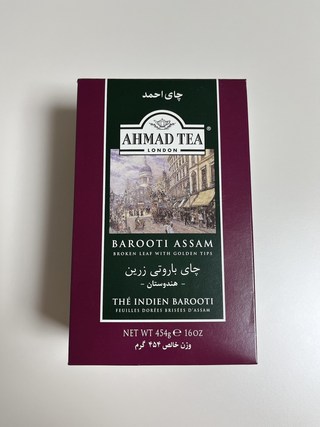 چای احمد
AHMAD TEA®
LONDON
BAROOTI ASSAM
BROKEN LEAF WITH GOLDEN TIPS
چای باروتی زرین
- هندوستان -
THÉ INDIEN BAROOTI
FEUILLES DORÉES BRISÉES D'ASSAM
NET WT 454g ℮ 16OZ
وزن خالص ۴۵۴ گرم